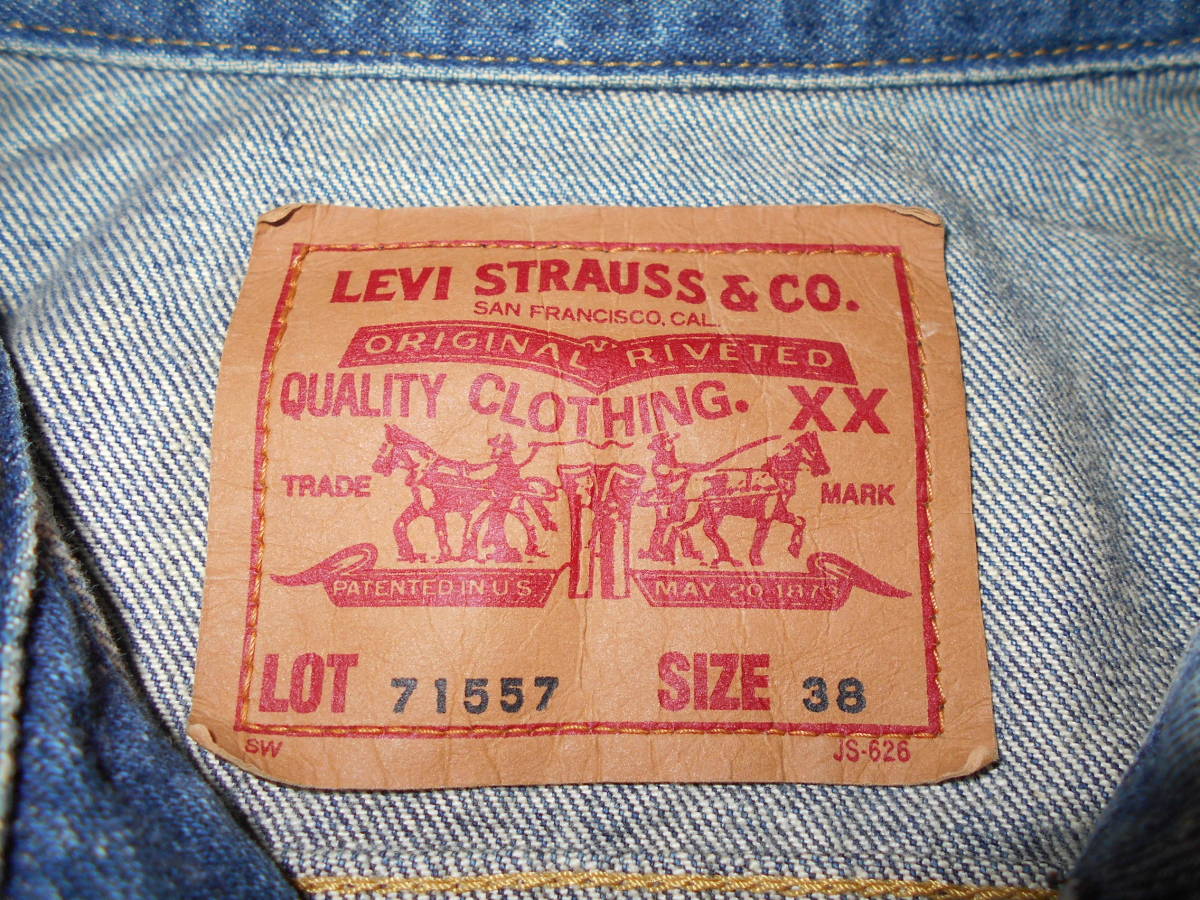 LEVI STRAUSS & CO.
SAN FRANCISCO, CAL.
ORIGINAL RIVETED
QUALITY CLOTHING. XX
TRADE MARK
PATENTED IN U S MAY 20 1873
LOT 71557 SIZE 38
SW JS-626